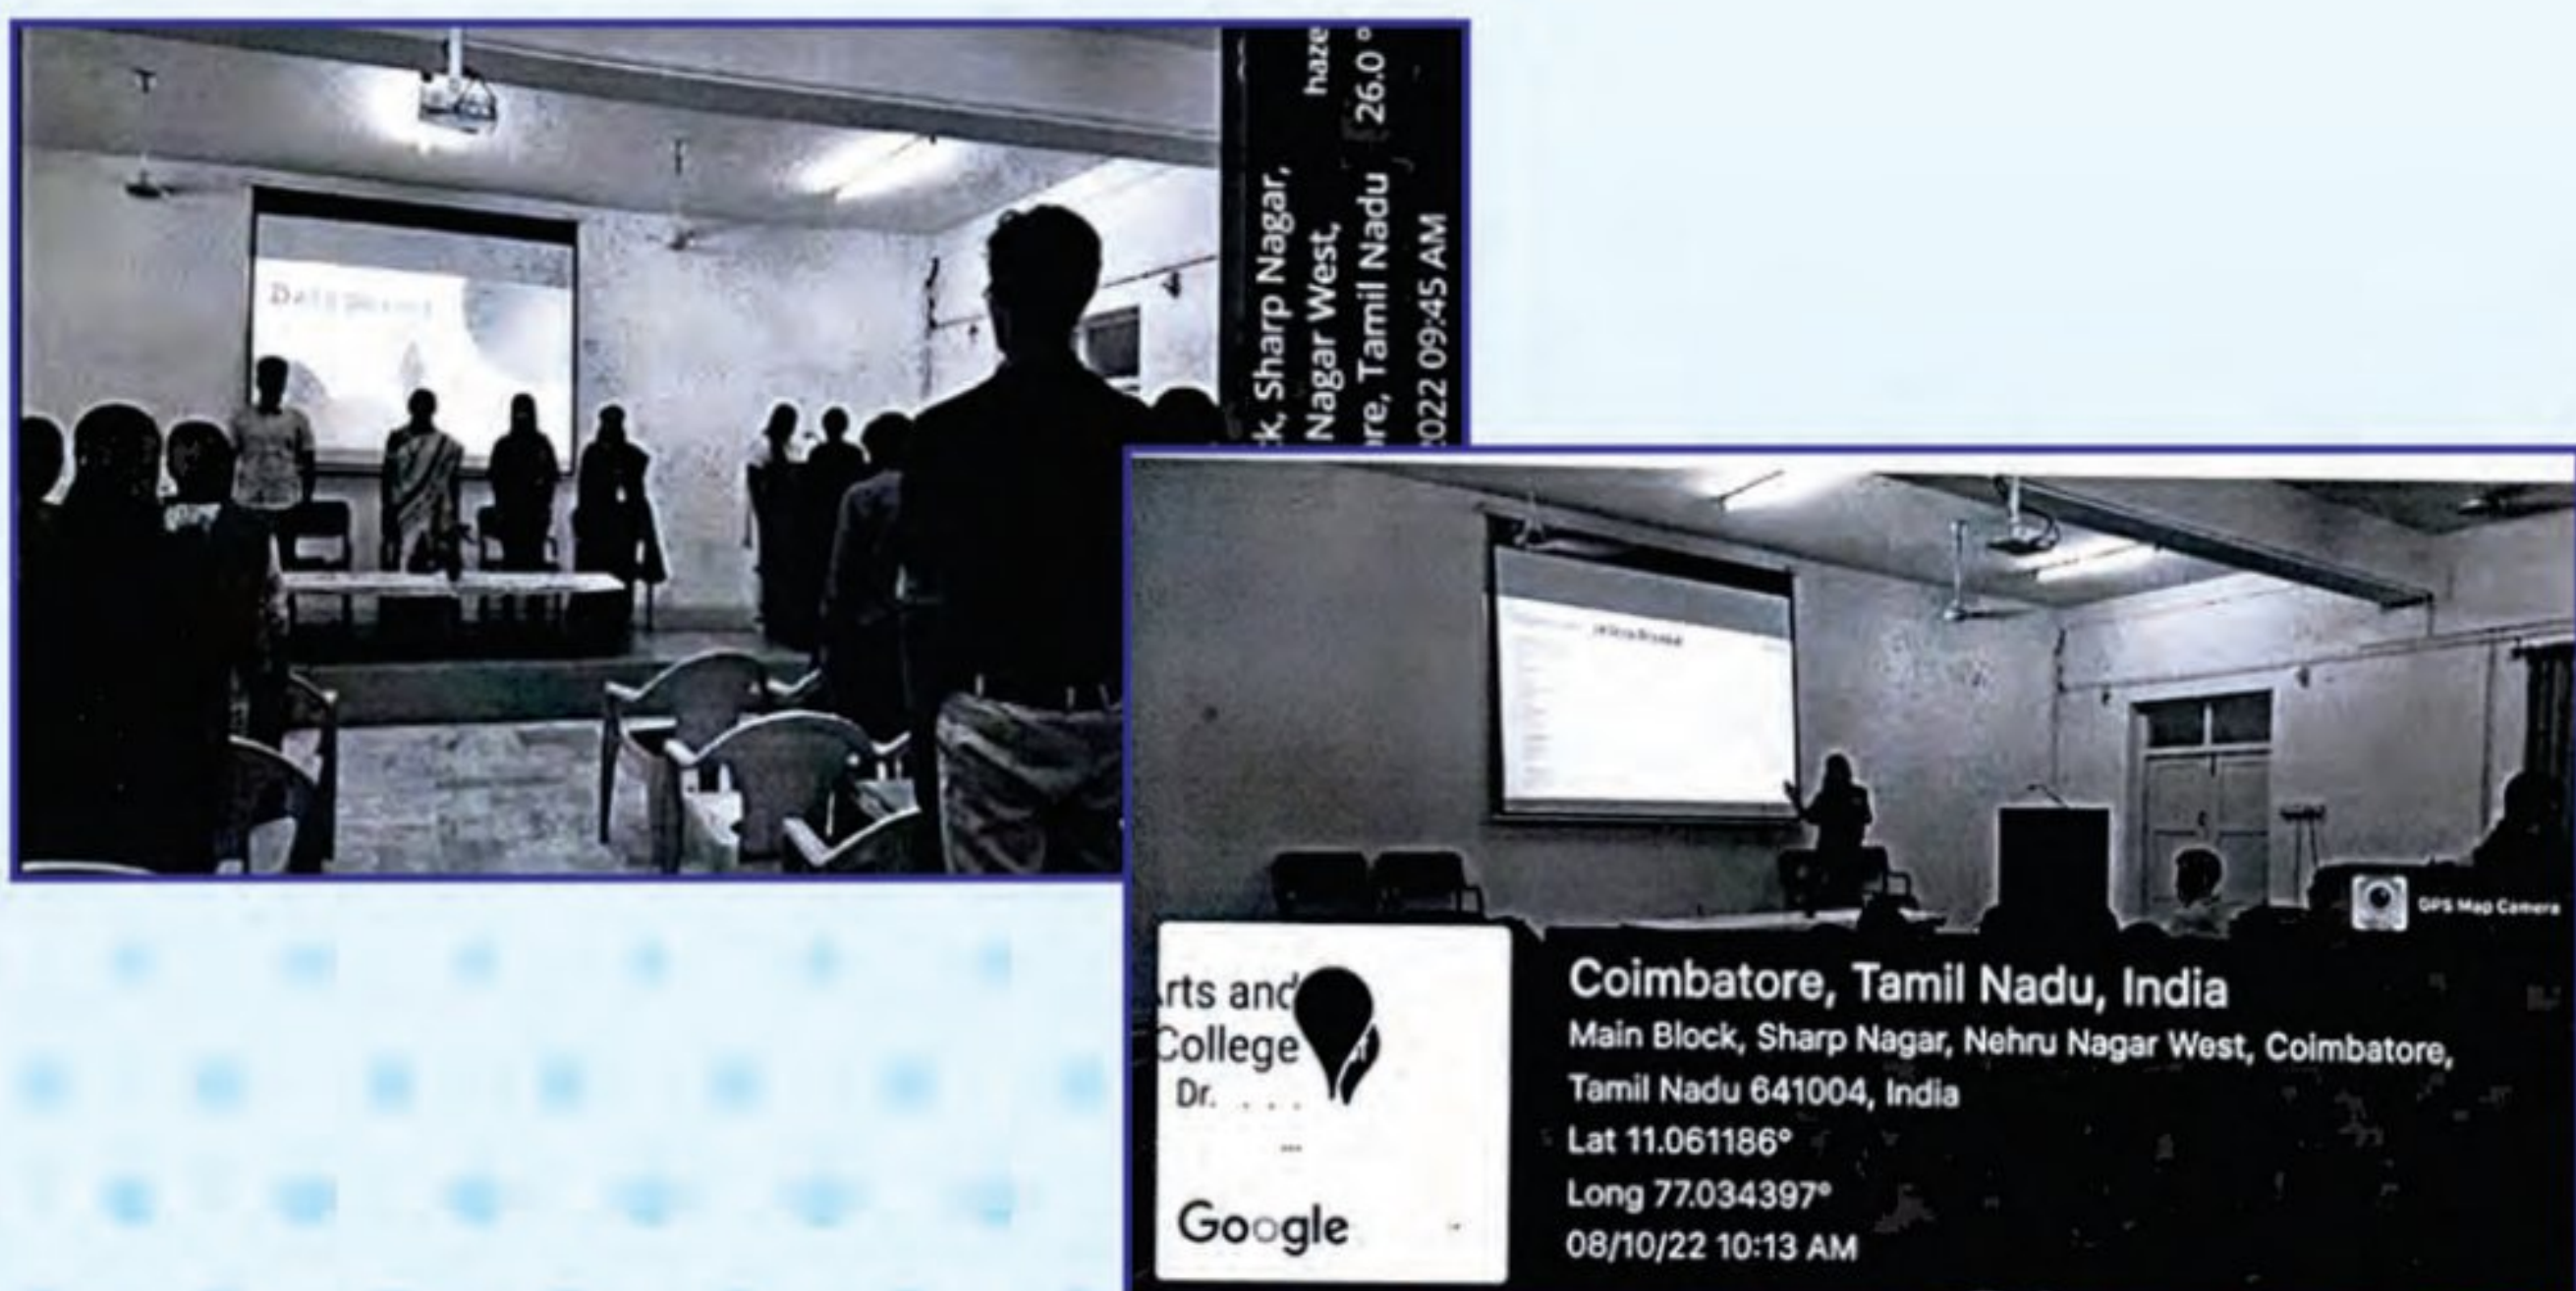 haze
k, Sharp Nagar,
Nagar West,
re, Tamil Nadu 26.0 °
2022 09:45 AM
GPS Map Camera
rts and
College
Dr. . . .
Google
Coimbatore, Tamil Nadu, India
Main Block, Sharp Nagar, Nehru Nagar West, Coimbatore,
Tamil Nadu 641004, India
Lat 11.061186°
Long 77.034397°
08/10/22 10:13 AM